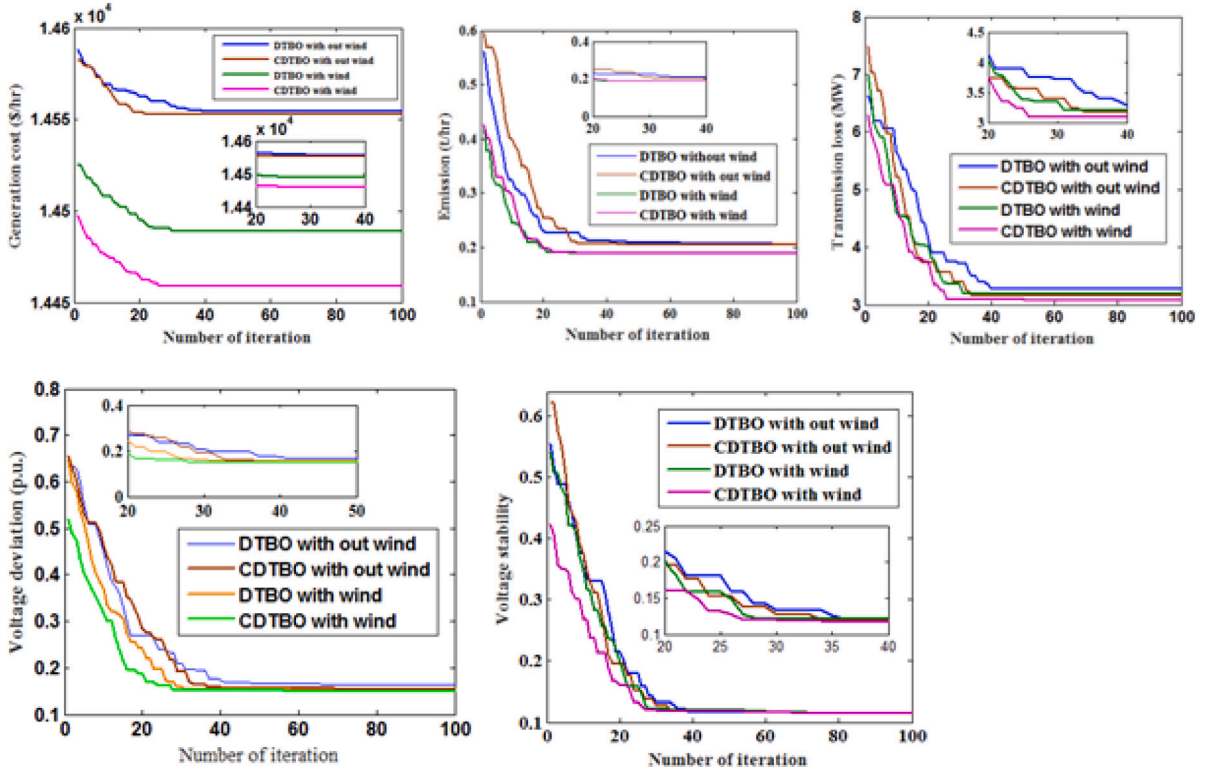 x 10⁴
1.46
1.455
1.45
1.445
Generation cost ($/hr)
DTBO with out wind
CDTBO with out wind
DTBO with wind
CDTBO with wind
x 10⁴
1.46
1.45
1.44
20 30 40
0 20 40 60 80 100
Number of iteration
0.6
0.5
0.4
0.3
0.2
0.1
Emission (t/hr)
0.4
0.2
0
20 30 40
DTBO without wind
CDTBO with out wind
DTBO with wind
CDTBO with wind
0 20 40 60 80 100
Number of iteration
8
7
6
5
4
3
Transmission loss (MW)
4.5
4
3.5
3
20 25 30 35 40
DTBO with out wind
CDTBO with out wind
DTBO with wind
CDTBO with wind
0 20 40 60 80 100
Number of iteration
0.8
0.7
0.6
0.5
0.4
0.3
0.2
0.1
Voltage deviation (p.u.)
0.4
0.2
0
20 30 40 50
DTBO with out wind
CDTBO with out wind
DTBO with wind
CDTBO with wind
0 20 40 60 80 100
Number of iteration
0.6
0.5
0.4
0.3
0.2
0.1
Voltage stability
DTBO with out wind
CDTBO with out wind
DTBO with wind
CDTBO with wind
0.25
0.2
0.15
0.1
20 25 30 35 40
0 20 40 60 80 100
Number of iteration